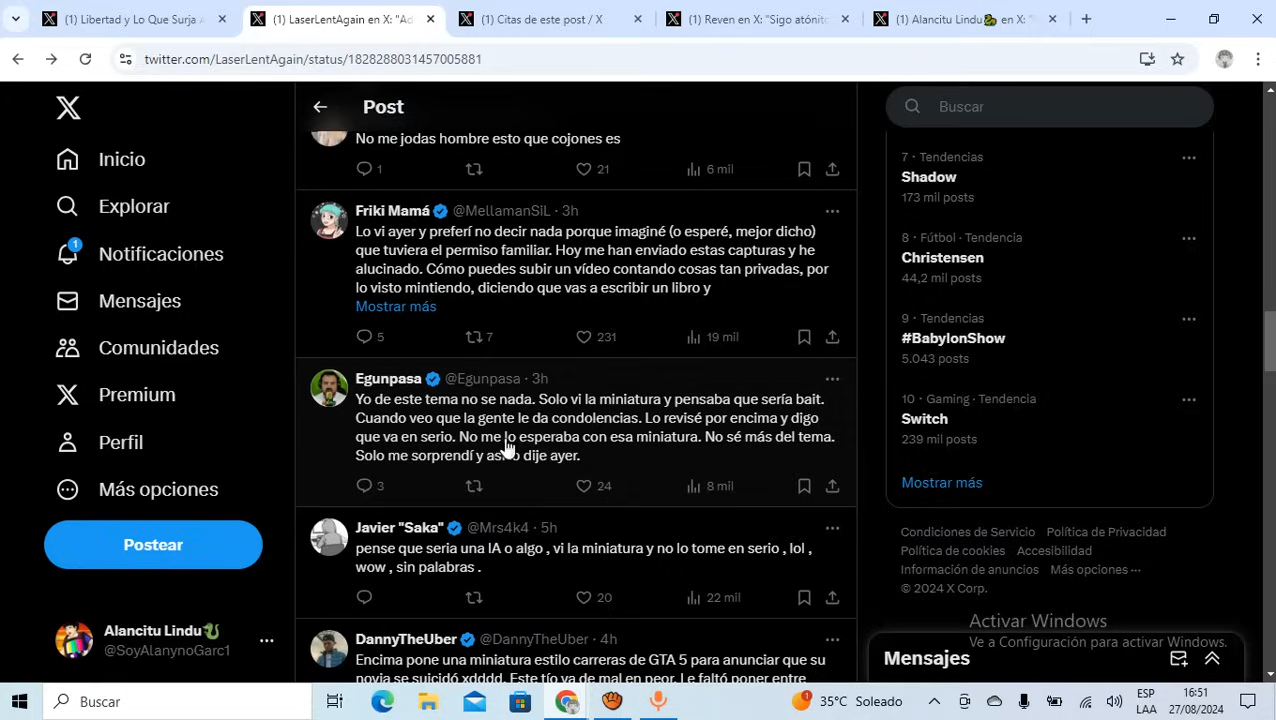 (1) Libertad y Lo Que Surja
(1) LaserLentAgain en X: "Ad
(1) Citas de este post / X
(1) Reven en X: "Sigo atónit
(1) Alancitu Lindu🐉 en X: "
twitter.com/LaserLentAgain/status/1828288031457005881
Inicio
Explorar
1
Notificaciones
Mensajes
Comunidades
Premium
Perfil
Más opciones
Postear
Alancitu Lindu🐉
@SoyAlanynoGarc1
Post
No me jodas hombre esto que cojones es
1 21 6 mil
Friki Mamá @MellamanSiL · 3h
Lo vi ayer y preferí no decir nada porque imaginé (o esperé, mejor dicho)
que tuviera el permiso familiar. Hoy me han enviado estas capturas y he
alucinado. Cómo puedes subir un vídeo contando cosas tan privadas, por
lo visto mintiendo, diciendo que vas a escribir un libro y
Mostrar más
5 7 231 19 mil
Egunpasa @Egunpasa · 3h
Yo de este tema no se nada. Solo vi la miniatura y pensaba que sería bait.
Cuando veo que la gente le da condolencias. Lo revisé por encima y digo
que va en serio. No me lo esperaba con esa miniatura. No sé más del tema.
Solo me sorprendí y así lo dije ayer.
3 24 8 mil
Javier "Saka" @Mrs4k4 · 5h
pense que seria una IA o algo , vi la miniatura y no lo tome en serio , lol ,
wow , sin palabras .
20 22 mil
DannyTheUber @DannyTheUber · 4h
Encima pone una miniatura estilo carreras de GTA 5 para anunciar que su
novia se suicidó xdddd. Este tío va de mal en peor. Le faltó poner entre
Buscar
7 · Tendencias
Shadow
173 mil posts
8 · Fútbol · Tendencia
Christensen
44,2 mil posts
9 · Tendencias
#BabylonShow
5.043 posts
10 · Gaming · Tendencia
Switch
239 mil posts
Mostrar más
Condiciones de Servicio Política de Privacidad
Política de cookies Accesibilidad
Información de anuncios Más opciones ···
© 2024 X Corp.
Activar Windows
Ve a Configuración para activar Windows.
Mensajes
Buscar
1
35°C Soleado
ESP
LAA
16:51
27/08/2024